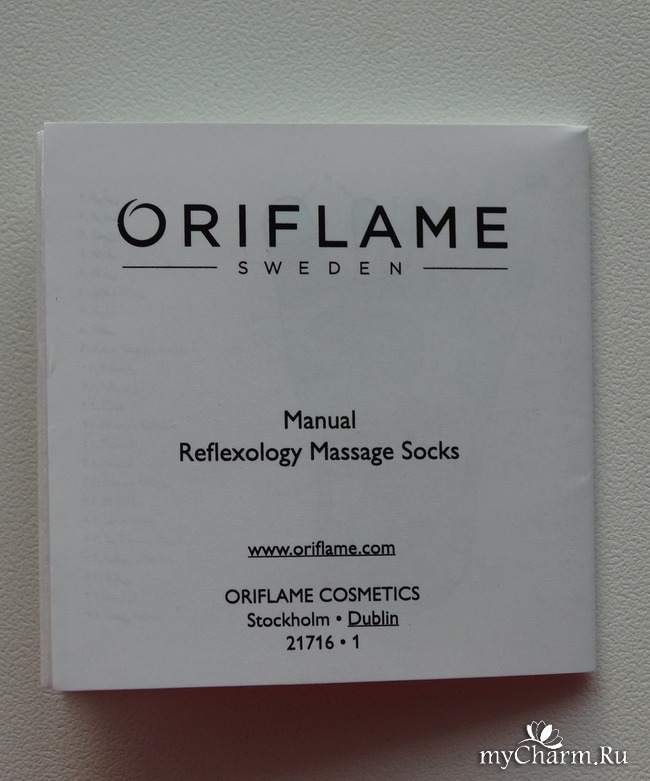 ORIFLAME
SWEDEN
Manual
Reflexology Massage Socks
www.oriflame.com
ORIFLAME COSMETICS
Stockholm • Dublin
21716 • 1
myCharm.Ru